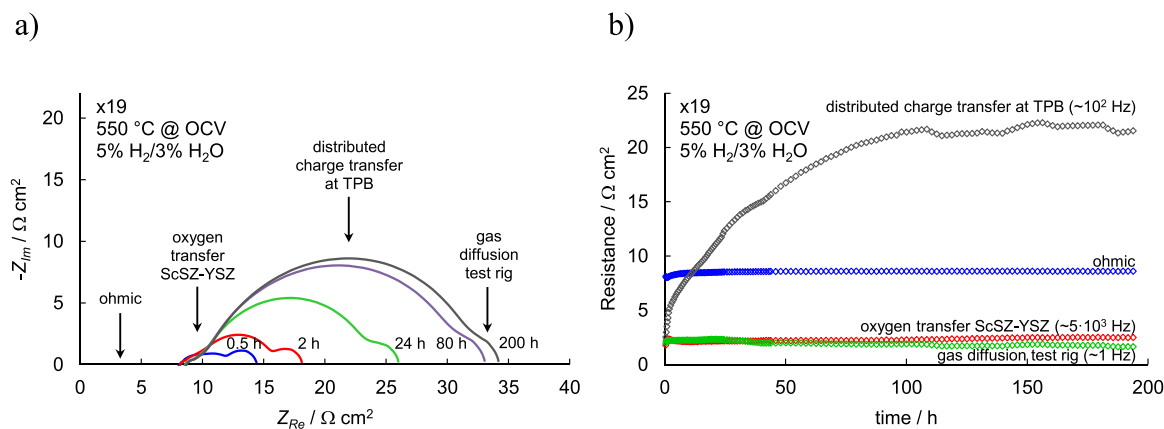 a)
x19
550 °C @ OCV
5% H2/3% H2O
distributed
charge transfer
at TPB
oxygen
transfer
ScSZ-YSZ
gas
diffusion
test rig
ohmic
0.5 h
2 h
24 h
80 h
200 h
-ZIm / Ω cm2
20
15
10
5
0
0 5 10 15 20 25 30 35 40
ZRe / Ω cm2
b)
x19
550 °C @ OCV
5% H2/3% H2O
distributed charge transfer at TPB (~10² Hz)
ohmic
oxygen transfer ScSZ-YSZ (~5·10³ Hz)
gas diffusion test rig (~1 Hz)
Resistance / Ω cm2
25
20
15
10
5
0
0 50 100 150 200
time / h